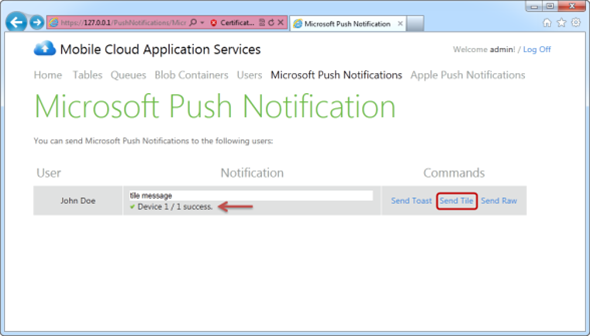 https://127.0.0.1/PushNotifications/Micr
Certificat...
Microsoft Push Notification
Mobile Cloud Application Services
Welcome admin! / Log Off
Home Tables Queues Blob Containers Users Microsoft Push Notifications Apple Push Notifications
Microsoft Push Notification
You can send Microsoft Push Notifications to the following users:
User Notification Commands
tile message
John Doe Send Toast Send Tile Send Raw
Device 1 / 1 success.